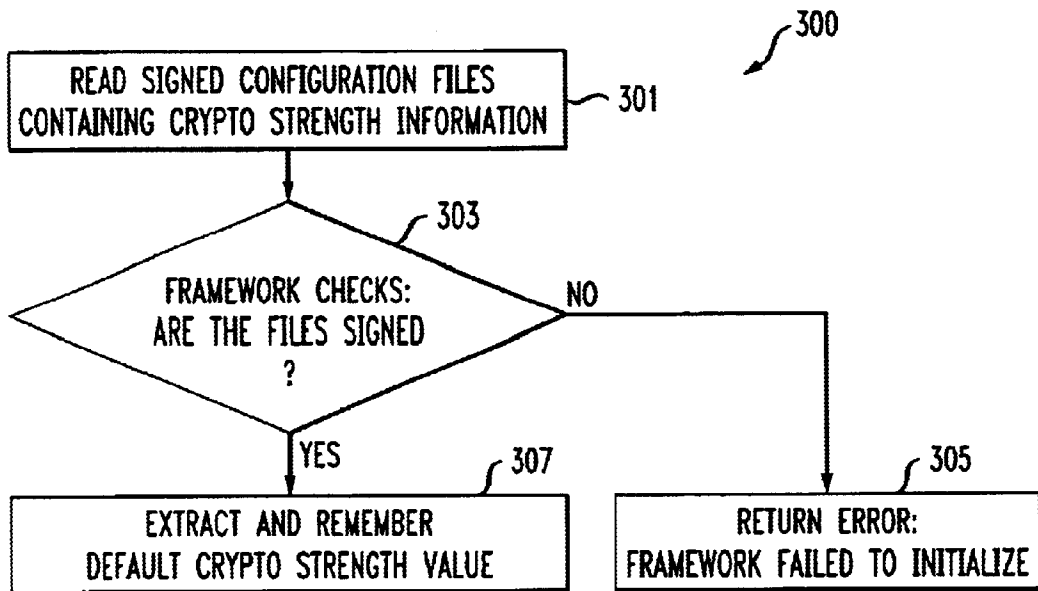 300
READ SIGNED CONFIGURATION FILES
CONTAINING CRYPTO STRENGTH INFORMATION
301
303
FRAMEWORK CHECKS:
ARE THE FILES SIGNED
?
NO
YES
307
EXTRACT AND REMEMBER
DEFAULT CRYPTO STRENGTH VALUE
305
RETURN ERROR:
FRAMEWORK FAILED TO INITIALIZE